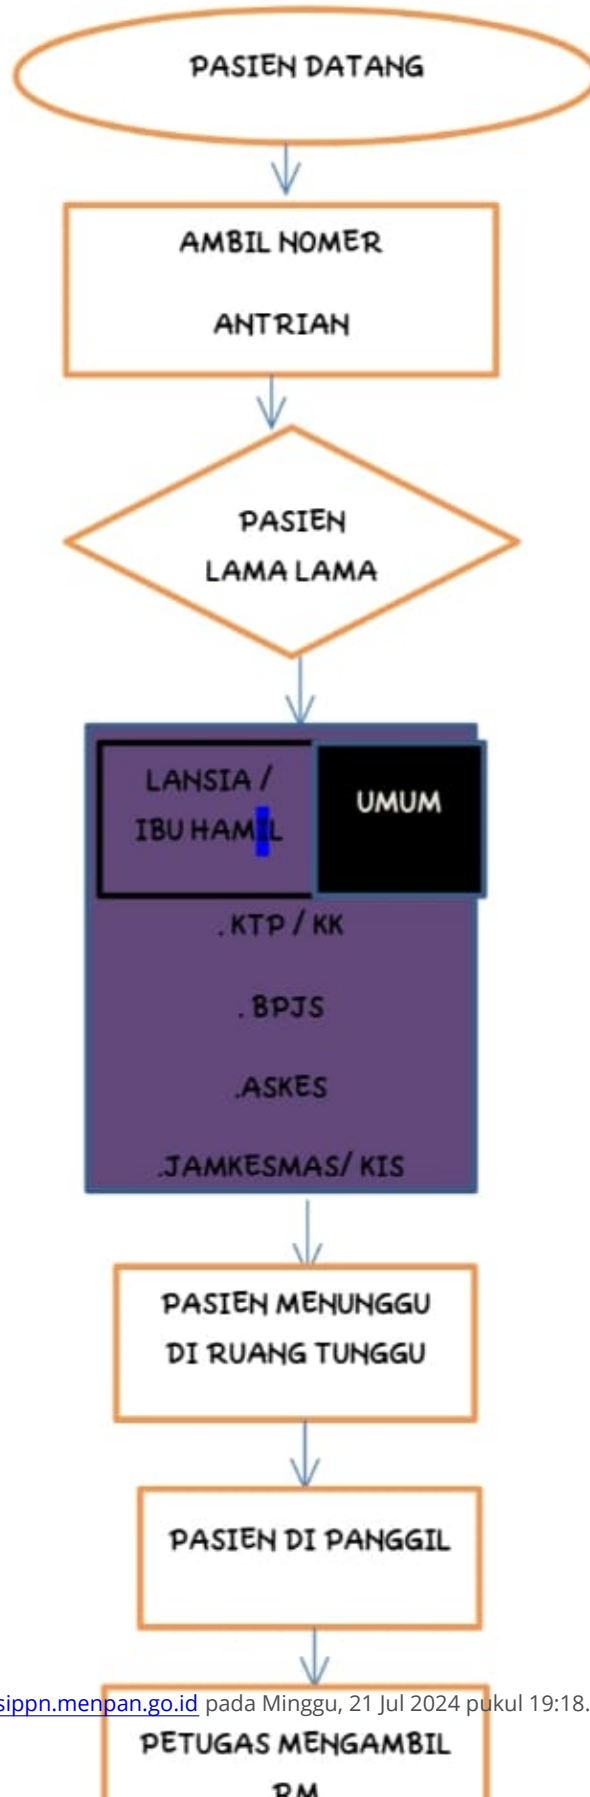 PASIEN DATANG
AMBIL NOMER
ANTRIAN
PASIEN
LAMA LAMA
LANSIA /
IBU HAMIL
UMUM
. KTP / KK
. BPJS
.ASKES
.JAMKESMAS/ KIS
PASIEN MENUNGGU
DI RUANG TUNGGU
PASIEN DI PANGGIL
sippn.menpan.go.id pada Minggu, 21 Jul 2024 pukul 19:18.
PETUGAS MENGAMBIL
RM